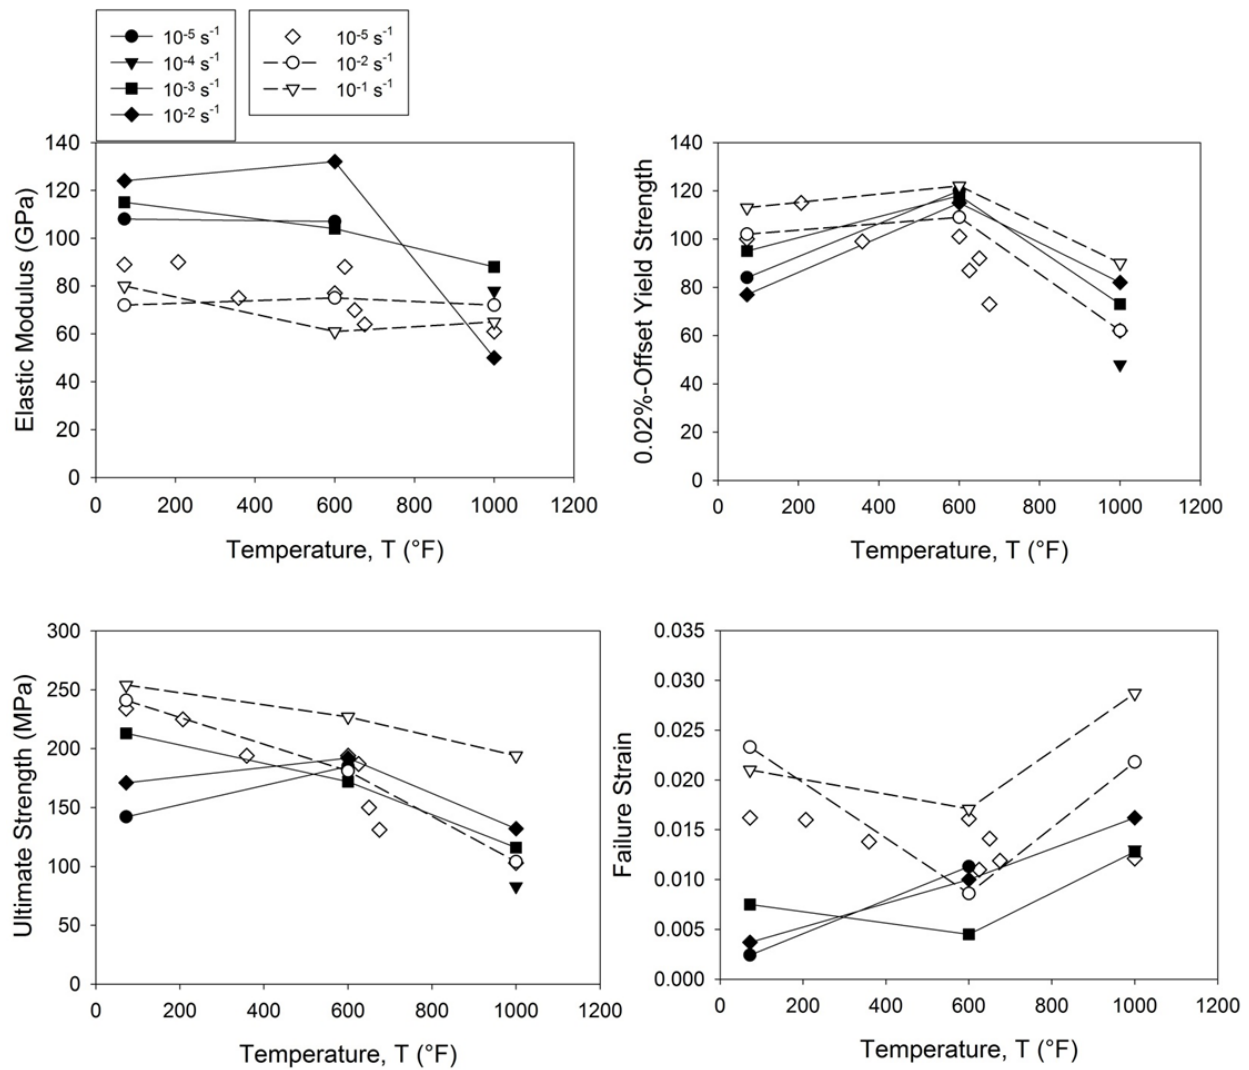 10⁻⁵ s⁻¹
10⁻⁴ s⁻¹
10⁻³ s⁻¹
10⁻² s⁻¹
10⁻⁵ s⁻¹
10⁻² s⁻¹
10⁻¹ s⁻¹
140
120
100
80
60
40
20
0
Elastic Modulus (GPa)
0 200 400 600 800 1000 1200
Temperature, T (°F)
140
120
100
80
60
40
20
0
0.02%-Offset Yield Strength
0 200 400 600 800 1000 1200
Temperature, T (°F)
300
250
200
150
100
50
0
Ultimate Strength (MPa)
0 200 400 600 800 1000 1200
Temperature, T (°F)
0.035
0.030
0.025
0.020
0.015
0.010
0.005
0.000
Failure Strain
0 200 400 600 800 1000 1200
Temperature, T (°F)